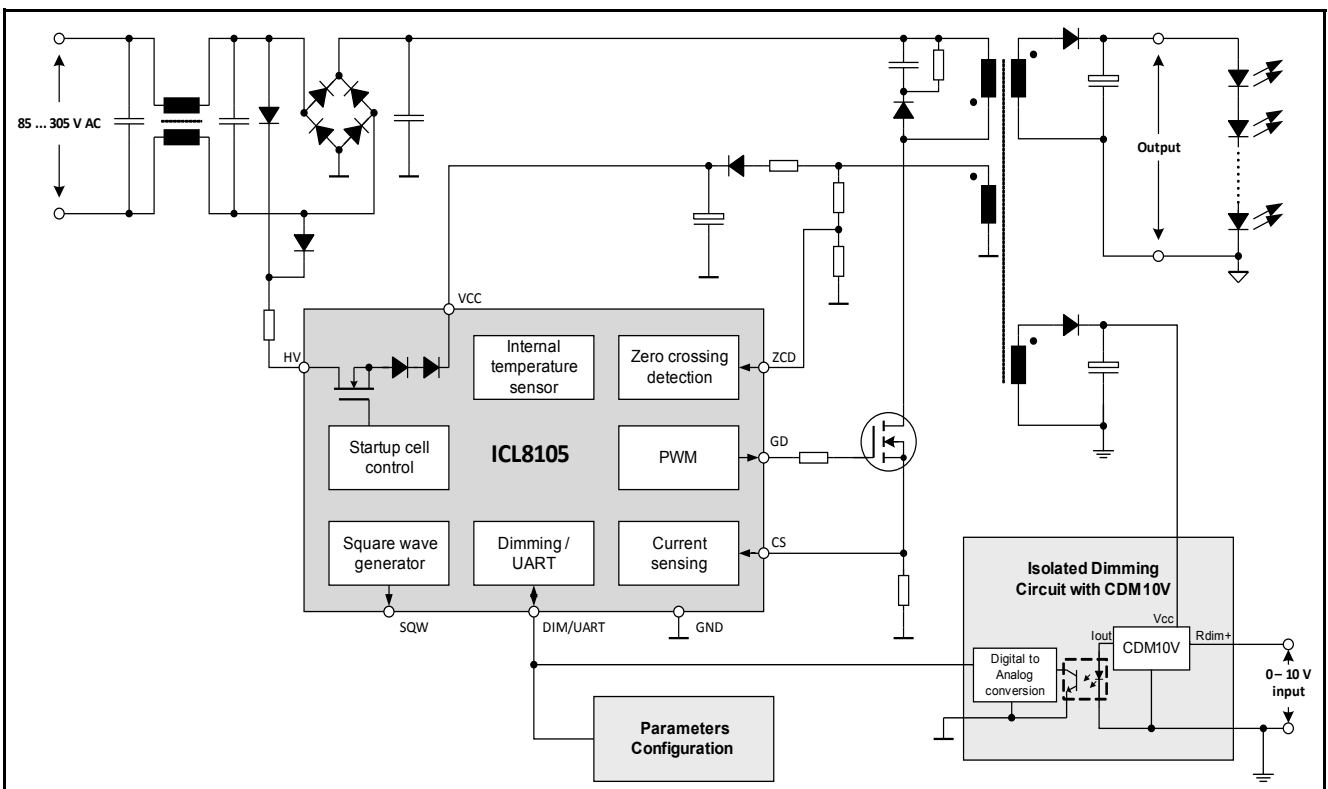 85 ... 305 V AC
Output
VCC
HV
Internal
temperature
sensor
Zero crossing
detection
ZCD
Startup cell
control
ICL8105
PWM
GD
Square wave
generator
Dimming /
UART
Current
sensing
CS
SQW
DIM/UART
GND
Isolated Dimming
Circuit with CDM10V
Vcc
Iout
CDM10V
Rdim+
Digital to
Analog
conversion
0 – 10 V
input
Parameters
Configuration